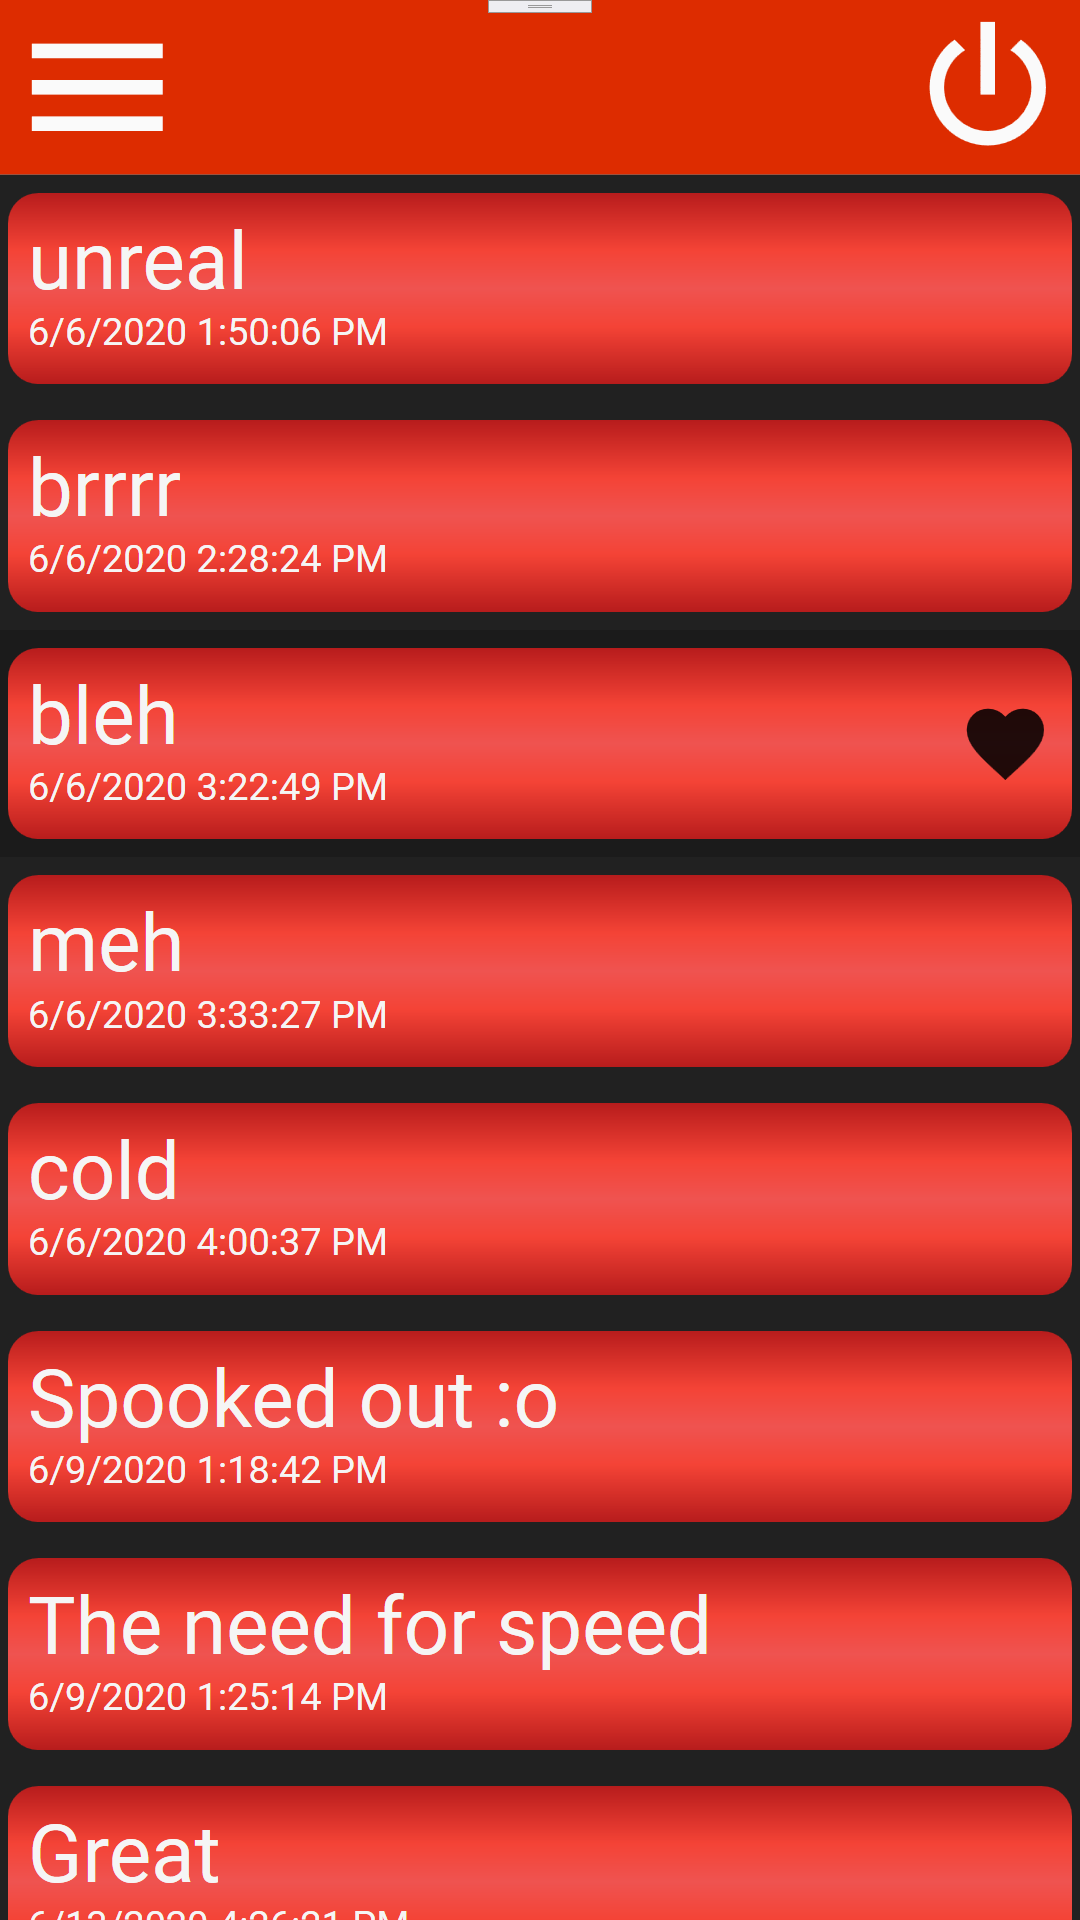 unreal
6/6/2020 1:50:06 PM
brrrr
6/6/2020 2:28:24 PM
bleh
6/6/2020 3:22:49 PM
meh
6/6/2020 3:33:27 PM
cold
6/6/2020 4:00:37 PM
Spooked out :o
6/9/2020 1:18:42 PM
The need for speed
6/9/2020 1:25:14 PM
Great